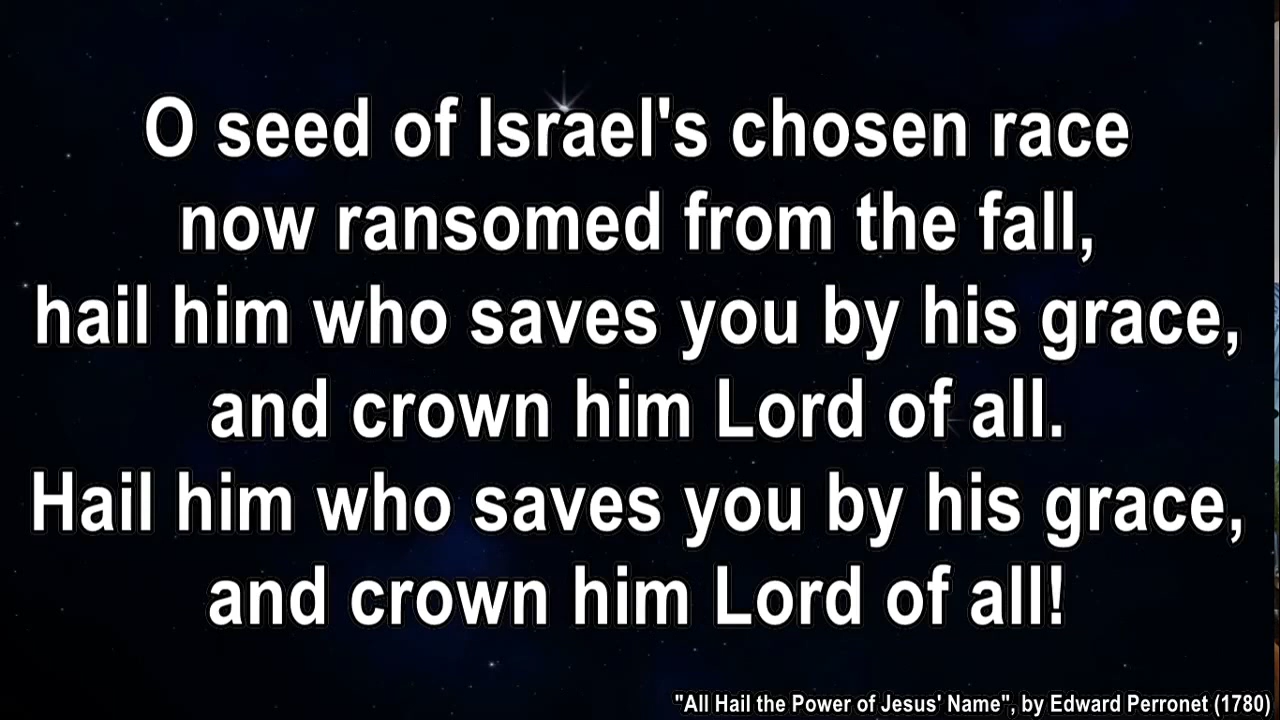 O seed of Israel's chosen race
now ransomed from the fall,
hail him who saves you by his grace,
and crown him Lord of all.
Hail him who saves you by his grace,
and crown him Lord of all!
"All Hail the Power of Jesus' Name", by Edward Perronet (1780)